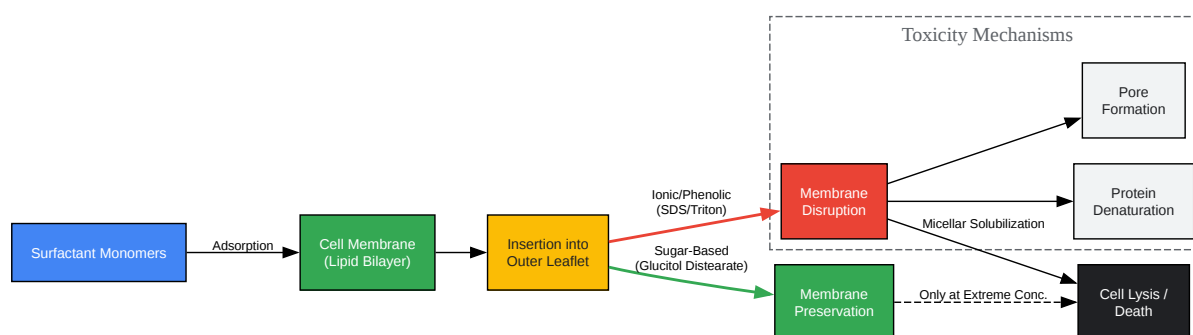 Toxicity Mechanisms
Pore
Formation
Ionic/Phenolic
(SDS/Triton)
Membrane
Disruption
Protein
Denaturation
Micellar Solubilization
Surfactant Monomers
Adsorption
Cell Membrane
(Lipid Bilayer)
Insertion into
Outer Leaflet
Sugar-Based
(Glucitol Distearate)
Membrane
Preservation
Only at Extreme Conc.
Cell Lysis /
Death